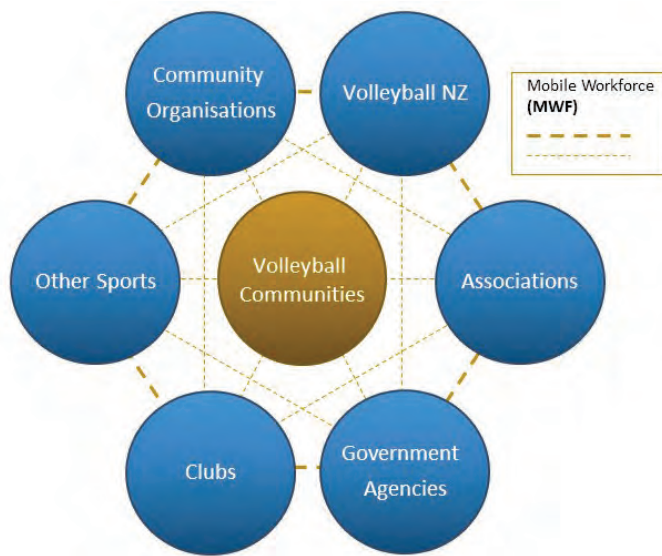 Community
Organisations
Volleyball NZ
Mobile Workforce
(MWF)
Other Sports
Volleyball
Communities
Associations
Clubs
Government
Agencies